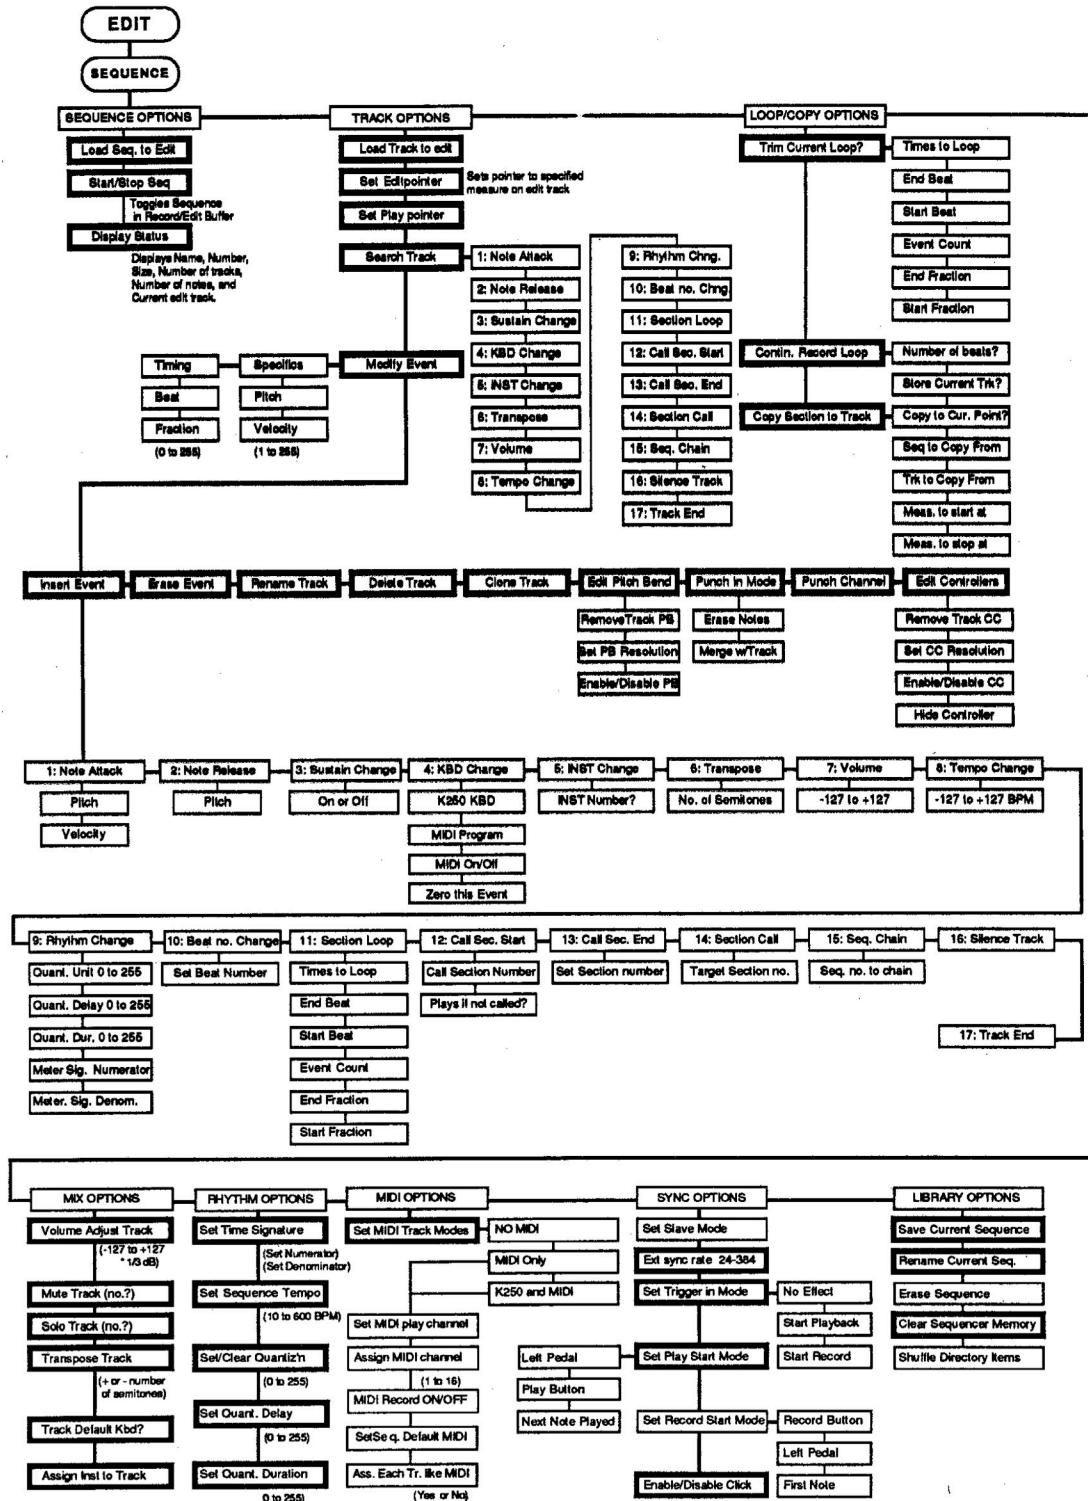 EDIT
SEQUENCE
SEQUENCE OPTIONS
Load Seq. to Edit
Start/Stop Seq
Toggles Sequence
in Record/Edit Buffer
Display Status
Displays Name, Number,
Size, Number of tracks,
Number of notes, and
Current edit track.
TRACK OPTIONS
Load Track to edit
Set Editpointer
Sets pointer to specified
measure on edit track
Set Play pointer
Search Track
1: Note Attack
2: Note Release
3: Sustain Change
4: KBD Change
5: INST Change
6: Transpose
7: Volume
8: Tempo Change
9: Rhythm Chng.
10: Beat no. Chng.
11: Section Loop
12: Call Sec. Start
13: Call Sec. End
14: Section Call
15: Seq. Chain
16: Silence Track
17: Track End
Modify Event
Specifics
Pitch
Velocity
(1 to 255)
Timing
Beat
Fraction
(0 to 255)
LOOP/COPY OPTIONS
Trim Current Loop?
Times to Loop
End Beat
Start Beat
Event Count
End Fraction
Start Fraction
Contin. Record Loop
Number of beats?
Store Current Trk?
Copy Section to Track
Copy to Cur. Point?
Seq to Copy From
Trk to Copy From
Meas. to start at
Meas. to stop at
Insert Event
Erase Event
Rename Track
Delete Track
Clone Track
Edit Pitch Bend
RemoveTrack PB
Set PB Resolution
Enable/Disable PB
Punch in Mode
Erase Notes
Merge w/Track
Punch Channel
Edit Controllers
Remove Track CC
Set CC Resolution
Enable/Disable CC
Hide Controller
1: Note Attack
Pitch
Velocity
2: Note Release
Pitch
3: Sustain Change
On or Off
4: KBD Change
K250 KBD
MIDI Program
MIDI On/Off
Zero this Event
5: INST Change
INST Number?
6: Transpose
No. of Semitones
7: Volume
-127 to +127
8: Tempo Change
-127 to +127 BPM
9: Rhythm Change
Quant. Unit 0 to 255
Quant. Delay 0 to 255
Quant. Dur. 0 to 255
Meter Sig. Numerator
Meter. Sig. Denom.
10: Beat no. Change
Set Beat Number
11: Section Loop
Times to Loop
End Beat
Start Beat
Event Count
End Fraction
Start Fraction
12: Call Sec. Start
Call Section Number
Plays if not called?
13: Call Sec. End
Set Section number
14: Section Call
Target Section no.
15: Seq. Chain
Seq. no. to chain
16: Silence Track
17: Track End
MIX OPTIONS
Volume Adjust Track
(-127 to +127
* 1/3 dB)
Mute Track (no.?)
Solo Track (no.?)
Transpose Track
(+ or - number
of semitones)
Track Default Kbd?
Assign Inst to Track
RHYTHM OPTIONS
Set Time Signature
(Set Numerator)
(Set Denominator)
Set Sequence Tempo
(10 to 600 BPM)
Set/Clear Quantiz'n
(0 to 255)
Set Quant. Delay
(0 to 255)
Set Quant. Duration
0 to 255)
MIDI OPTIONS
Set MIDI Track Modes
NO MIDI
MIDI Only
K250 and MIDI
Set MIDI play channel
Assign MIDI channel
(1 to 16)
MIDI Record ON/OFF
SetSeq. Default MIDI
Ass. Each Tr. like MIDI
(Yes or No)
SYNC OPTIONS
Set Slave Mode
Ext sync rate 24-384
Set Trigger in Mode
No Effect
Start Playback
Start Record
Set Play Start Mode
Left Pedal
Play Button
Next Note Played
Set Record Start Mode
Record Button
Left Pedal
First Note
Enable/Disable Click
LIBRARY OPTIONS
Save Current Sequence
Rename Current Seq.
Erase Sequence
Clear Sequencer Memory
Shuffle Directory Items